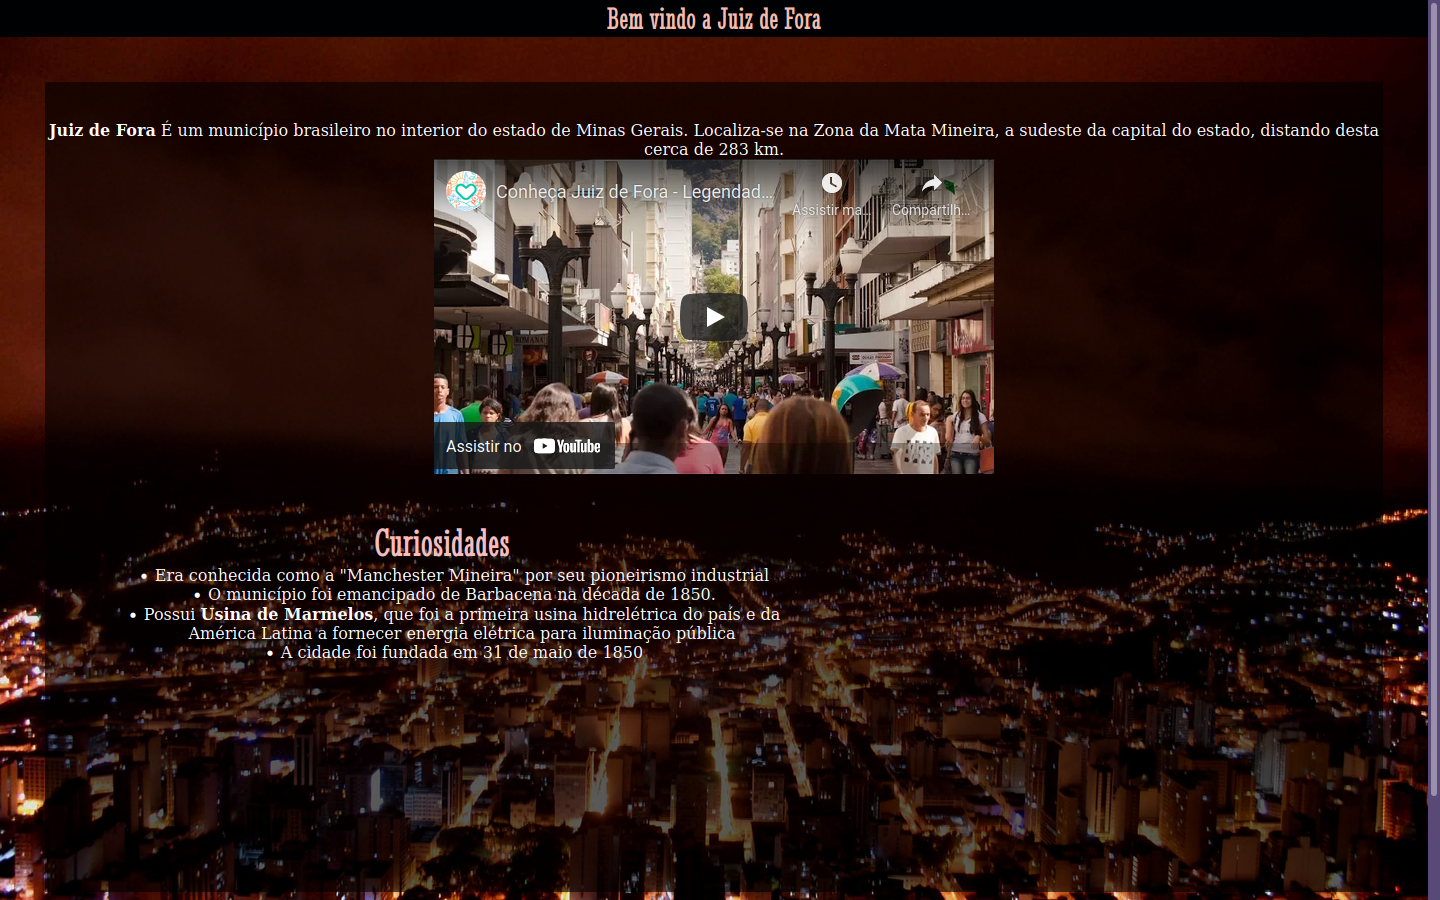 Bem vindo a Juiz de Fora
Juiz de Fora É um município brasileiro no interior do estado de Minas Gerais. Localiza-se na Zona da Mata Mineira, a sudeste da capital do estado, distando desta
cerca de 283 km.
Conheça Juiz de Fora - Legendad...
Assistir ma...
Compartilh...
Assistir no YouTube
Curiosidades
• Era conhecida como a "Manchester Mineira" por seu pioneirismo industrial
• O município foi emancipado de Barbacena na década de 1850.
• Possui Usina de Marmelos, que foi a primeira usina hidrelétrica do país e da
América Latina a fornecer energia elétrica para iluminação pública
• A cidade foi fundada em 31 de maio de 1850